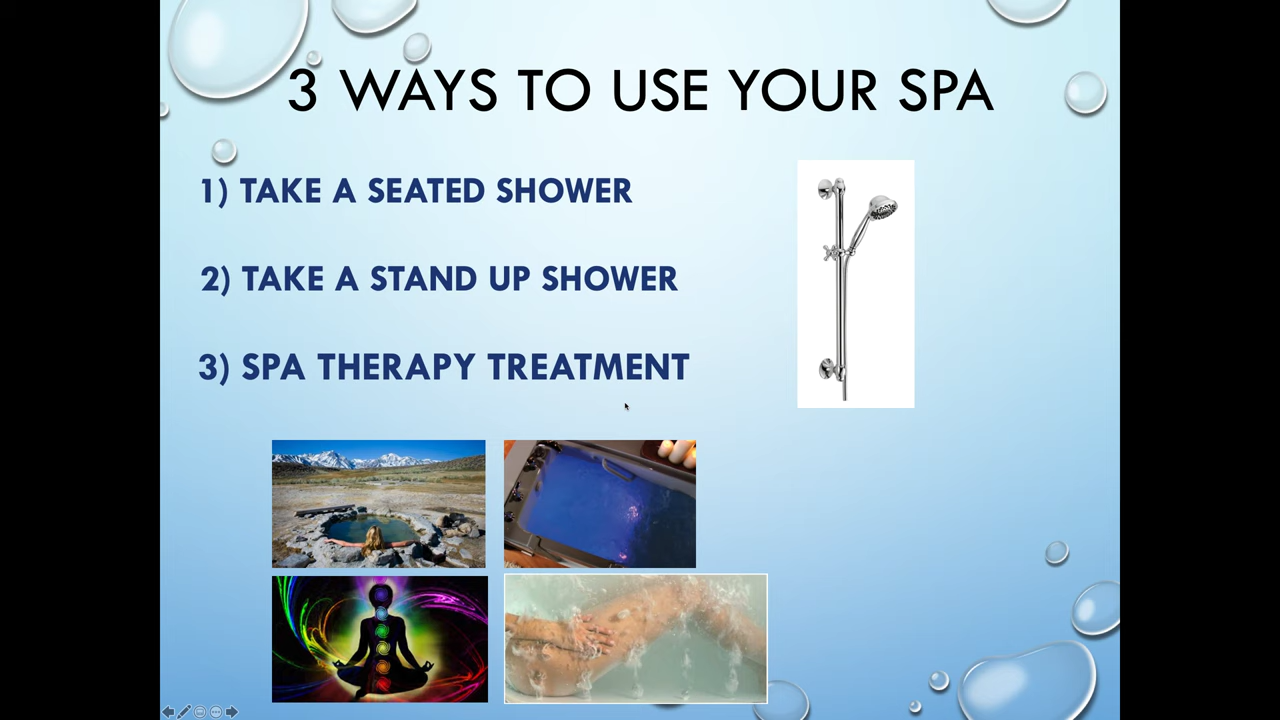 3 WAYS TO USE YOUR SPA
1) TAKE A SEATED SHOWER
2) TAKE A STAND UP SHOWER
3) SPA THERAPY TREATMENT